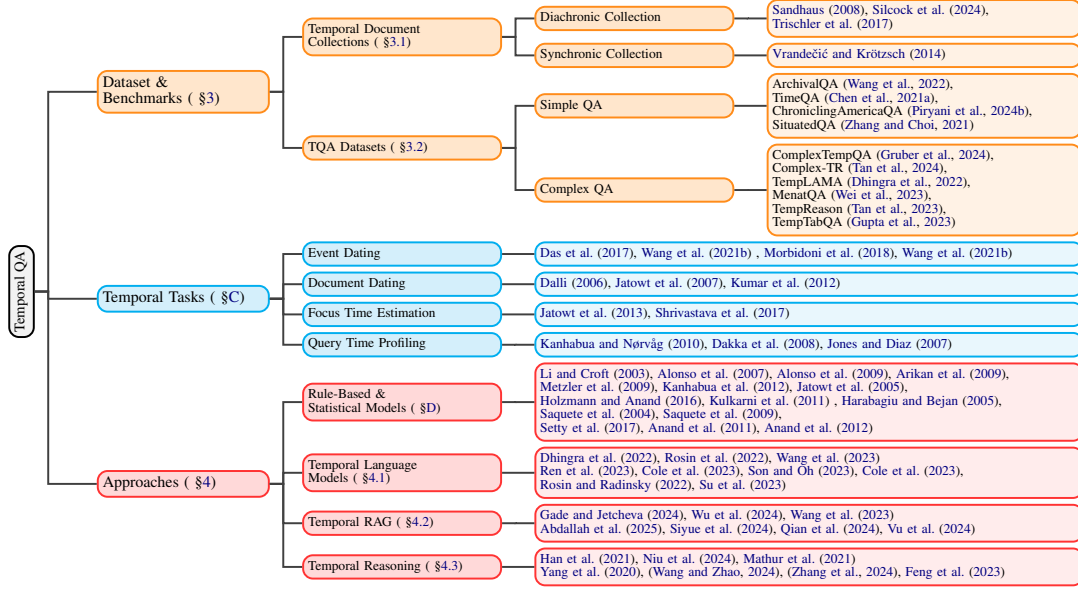 Temporal QA
Dataset &
Benchmarks ( §3)
Temporal Document
Collections ( §3.1)
Diachronic Collection
Sandhaus (2008), Silcock et al. (2024),
Trischler et al. (2017)
Synchronic Collection
Vrandečić and Krötzsch (2014)
TQA Datasets ( §3.2)
Simple QA
ArchivalQA (Wang et al., 2022),
TimeQA (Chen et al., 2021a),
ChroniclingAmericaQA (Piryani et al., 2024b),
SituatedQA (Zhang and Choi, 2021)
Complex QA
ComplexTempQA (Gruber et al., 2024),
Complex-TR (Tan et al., 2024),
TempLAMA (Dhingra et al., 2022),
MenatQA (Wei et al., 2023),
TempReason (Tan et al., 2023),
TempTabQA (Gupta et al., 2023)
Temporal Tasks ( §C)
Event Dating
Das et al. (2017), Wang et al. (2021b) , Morbidoni et al. (2018), Wang et al. (2021b)
Document Dating
Dalli (2006), Jatowt et al. (2007), Kumar et al. (2012)
Focus Time Estimation
Jatowt et al. (2013), Shrivastava et al. (2017)
Query Time Profiling
Kanhabua and Nørvåg (2010), Dakka et al. (2008), Jones and Diaz (2007)
Approaches ( §4)
Rule-Based &
Statistical Models ( §D)
Li and Croft (2003), Alonso et al. (2007), Alonso et al. (2009), Arikan et al. (2009),
Metzler et al. (2009), Kanhabua et al. (2012), Jatowt et al. (2005),
Holzmann and Anand (2016), Kulkarni et al. (2011) , Harabagiu and Bejan (2005),
Saquete et al. (2004), Saquete et al. (2009),
Setty et al. (2017), Anand et al. (2011), Anand et al. (2012)
Temporal Language
Models ( §4.1)
Dhingra et al. (2022), Rosin et al. (2022), Wang et al. (2023)
Ren et al. (2023), Cole et al. (2023), Son and Oh (2023), Cole et al. (2023),
Rosin and Radinsky (2022), Su et al. (2023)
Temporal RAG ( §4.2)
Gade and Jetcheva (2024), Wu et al. (2024), Wang et al. (2023)
Abdallah et al. (2025), Siyue et al. (2024), Qian et al. (2024), Vu et al. (2024)
Temporal Reasoning ( §4.3)
Han et al. (2021), Niu et al. (2024), Mathur et al. (2021)
Yang et al. (2020), (Wang and Zhao, 2024), (Zhang et al., 2024), Feng et al. (2023)